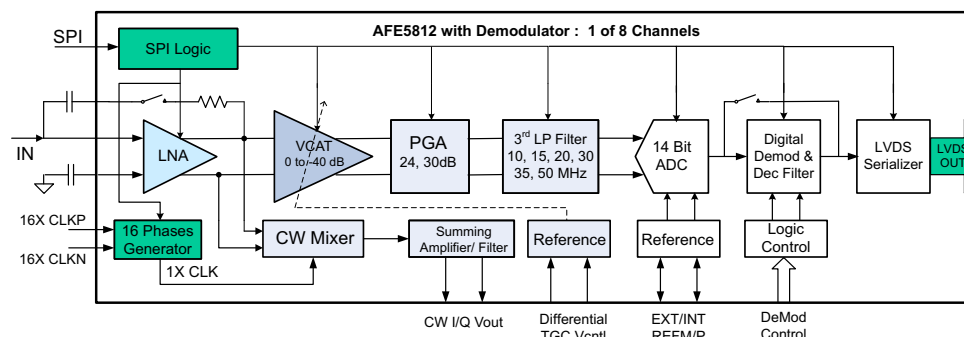 AFE5812 with Demodulator : 1 of 8 Channels
SPI
SPI Logic
IN
LNA
VCAT
0 to -40 dB
PGA
24, 30dB
3rd LP Filter
10, 15, 20, 30
35, 50 MHz
14 Bit
ADC
Digital
Demod &
Dec Filter
LVDS
Serializer
LVDS
OUT
16X CLKP
16X CLKN
16 Phases
Generator
1X CLK
CW Mixer
Summing
Amplifier/ Filter
Reference
Reference
Logic
Control
CW I/Q Vout
Differential
TGC Vcntl
EXT/INT
REFM/P
DeMod
Control